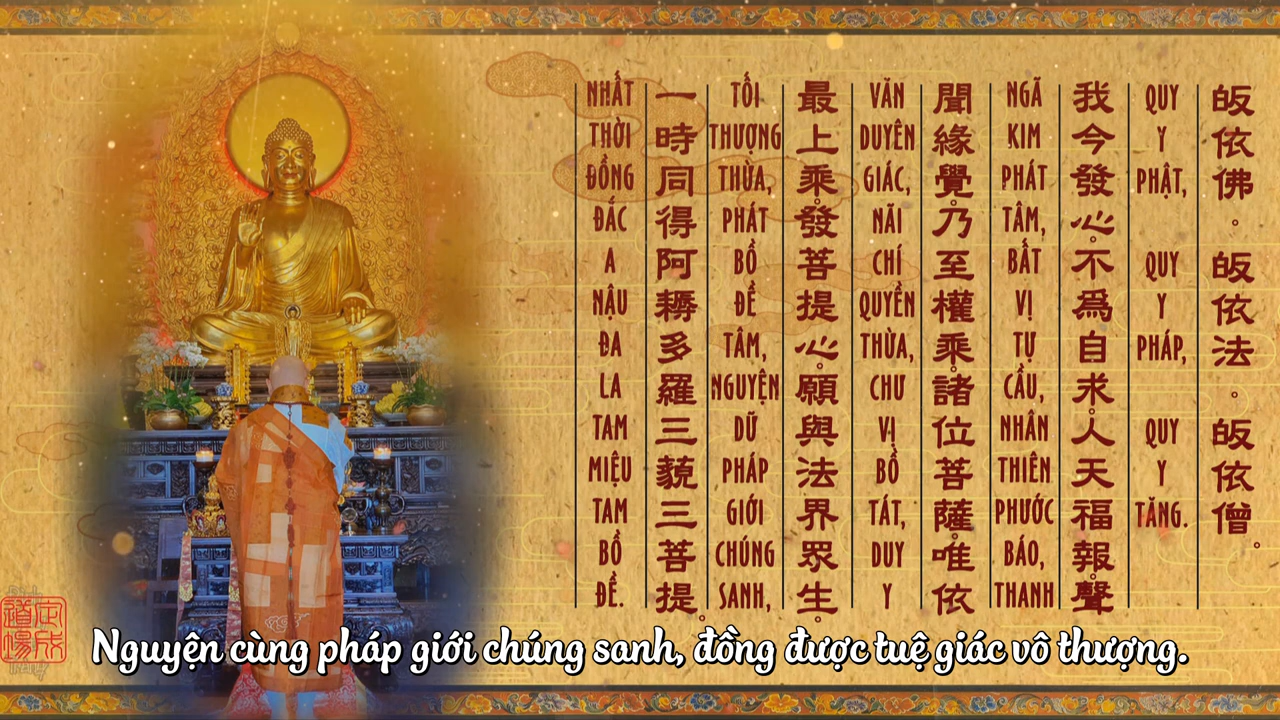 皈依佛。皈依法。皈依僧。
QUY Y PHẬT, QUY Y PHÁP, QUY Y TĂNG.
我今發心。不為自求。人天福報。聲
NGÃ KIM PHÁT TÂM, BẤT VỊ TỰ CẦU, NHÂN THIÊN PHƯỚC BÁO, THANH
聞緣覺。乃至權乘。諸位菩薩。唯依
VĂN DUYÊN GIÁC, NÃI CHÍ QUYỀN THỪA, CHƯ VỊ BỒ TÁT, DUY Y
最上乘。發菩提心。願與法界眾生。
TỐI THƯỢNG THỪA, PHÁT BỒ ĐỀ TÂM, NGUYỆN DỮ PHÁP GIỚI CHÚNG SANH,
一時同得阿耨多羅三藐三菩提。
NHẤT THỜI ĐỒNG ĐẮC A NẬU ĐA LA TAM MIỆU TAM BỒ ĐỀ.
Nguyện cùng pháp giới chúng sanh, đồng được tuệ giác vô thượng.